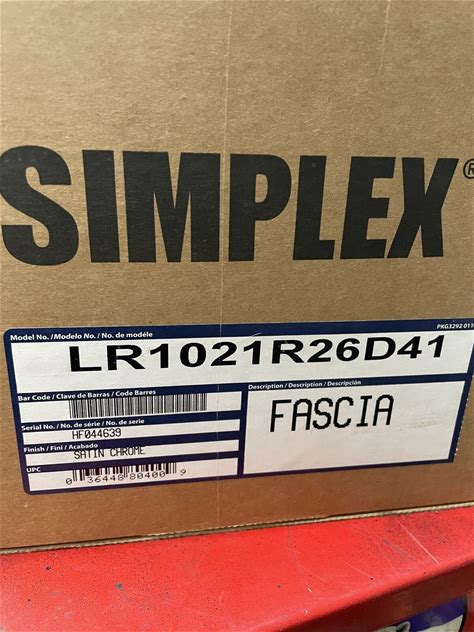 SIMPLEX®
Model No. / Modelo No. / No. de modéle
PKG3292 011
LR1021R26D41
Bar Code / Clave de Barras / Code Barres
Description / Description / Descripción
FASCIA
Serial No. / No. de série / No. de serie
HF044639
Finish / Fini / Acabado
SATIN CHROME
UPC
0 36448 80400 9